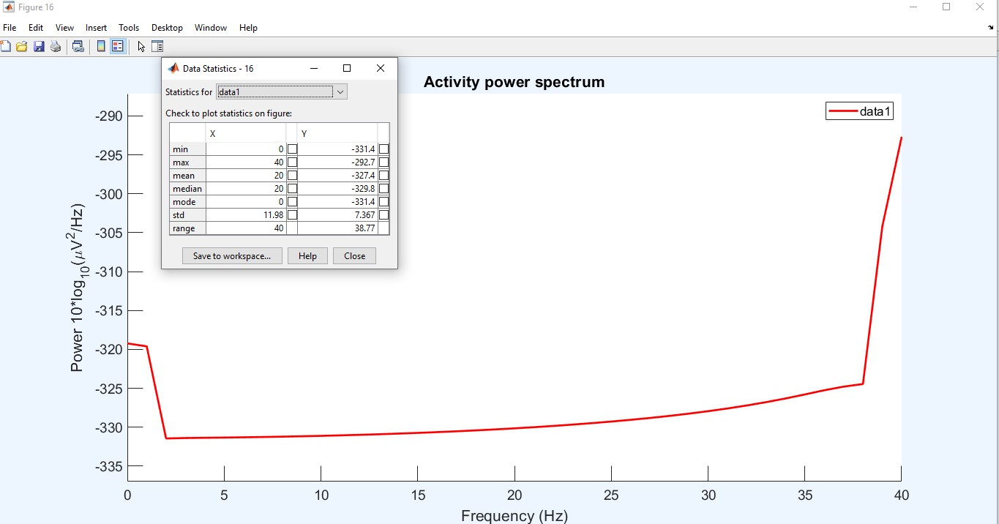 Figure 16
File Edit View Insert Tools Desktop Window Help
Data Statistics - 16
Statistics for data1
Check to plot statistics on figure:
X Y
min 0 -331.4
max 40 -292.7
mean 20 -327.4
median 20 -329.8
mode 0 -331.4
std 11.98 7.367
range 40 38.77
Save to workspace... Help Close
Activity power spectrum
data1
Power 10*log10(μV2/Hz)
-290
-295
-300
-305
-310
-315
-320
-325
-330
-335
0 5 10 15 20 25 30 35 40
Frequency (Hz)